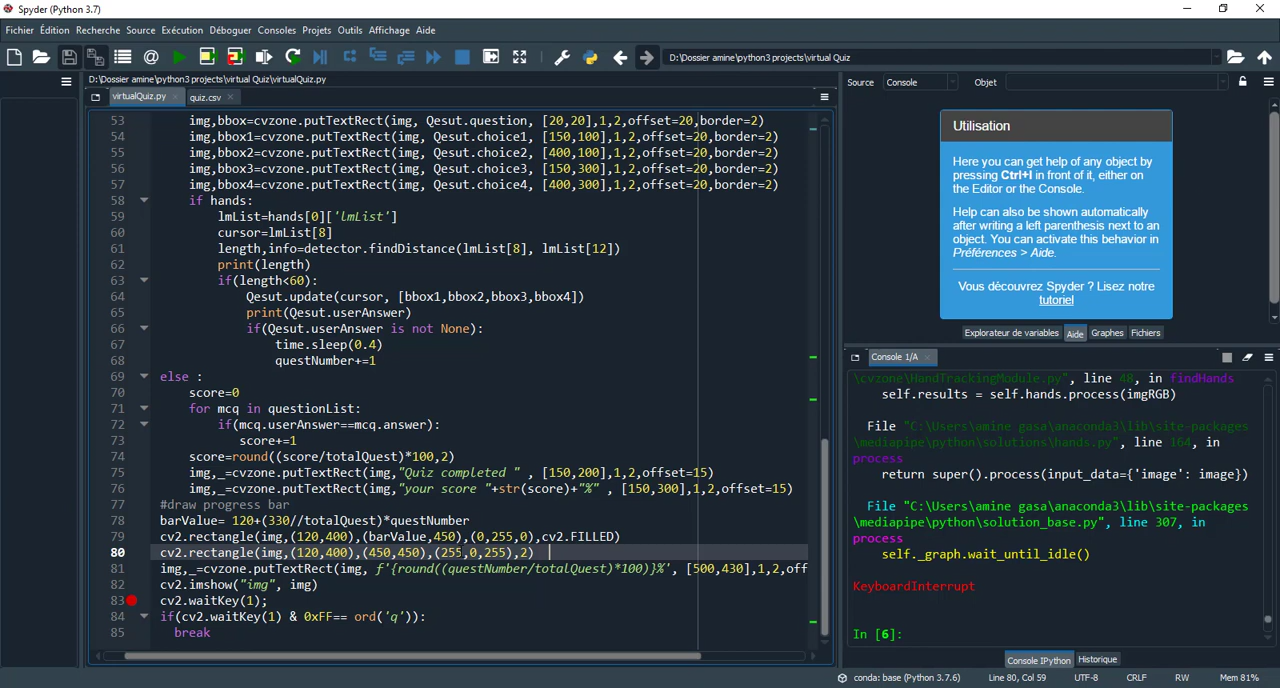 Spyder (Python 3.7)
Fichier Édition Recherche Source Exécution Déboguer Consoles Projets Outils Affichage Aide
D:\Dossier amine\python3 projects\virtual Quiz
D:\Dossier amine\python3 projects\virtual Quiz\virtualQuiz.py
virtualQuiz.py quiz.csv
53 img,bbox=cvzone.putTextRect(img, Qesut.question, [20,20],1,2,offset=20,border=2)
54 img,bbox1=cvzone.putTextRect(img, Qesut.choice1, [150,100],1,2,offset=20,border=2)
55 img,bbox2=cvzone.putTextRect(img, Qesut.choice2, [400,100],1,2,offset=20,border=2)
56 img,bbox3=cvzone.putTextRect(img, Qesut.choice3, [150,300],1,2,offset=20,border=2)
57 img,bbox4=cvzone.putTextRect(img, Qesut.choice4, [400,300],1,2,offset=20,border=2)
58 if hands:
59 lmList=hands[0]['lmList']
60 cursor=lmList[8]
61 length,info=detector.findDistance(lmList[8], lmList[12])
62 print(length)
63 if(length<60):
64 Qesut.update(cursor, [bbox1,bbox2,bbox3,bbox4])
65 print(Qesut.userAnswer)
66 if(Qesut.userAnswer is not None):
67 time.sleep(0.4)
68 questNumber+=1
69 else :
70 score=0
71 for mcq in questionList:
72 if(mcq.userAnswer==mcq.answer):
73 score+=1
74 score=round((score/totalQuest)*100,2)
75 img,_=cvzone.putTextRect(img,"Quiz completed " , [150,200],1,2,offset=15)
76 img,_=cvzone.putTextRect(img,"your score "+str(score)+"%" , [150,300],1,2,offset=15)
77 #draw progress bar
78 barValue= 120+(330//totalQuest)*questNumber
79 cv2.rectangle(img,(120,400),(barValue,450),(0,255,0),cv2.FILLED)
80 cv2.rectangle(img,(120,400),(450,450),(255,0,255),2)
81 img,_=cvzone.putTextRect(img, f'{round((questNumber/totalQuest)*100)}%', [500,430],1,2,off
82 cv2.imshow("img", img)
83 cv2.waitKey(1);
84 if(cv2.waitKey(1) & 0xFF== ord('q')):
85 break
Source Console Objet
Utilisation
Here you can get help of any object by
pressing Ctrl+I in front of it, either on
the Editor or the Console.
Help can also be shown automatically
after writing a left parenthesis next to an
object. You can activate this behavior in
Préférences > Aide.
Vous découvrez Spyder ? Lisez notre
tutoriel
Explorateur de variables Aide Graphes Fichiers
Console 1/A
\cvzone\HandTrackingModule.py", line 48, in findHands
self.results = self.hands.process(imgRGB)
File "C:\Users\amine gasa\anaconda3\lib\site-packages
\mediapipe\python\solutions\hands.py", line 164, in
process
return super().process(input_data={'image': image})
File "C:\Users\amine gasa\anaconda3\lib\site-packages
\mediapipe\python\solution_base.py", line 307, in
process
self._graph.wait_until_idle()
KeyboardInterrupt
In [6]:
Console IPython Historique
conda: base (Python 3.7.6) Line 80, Col 59 UTF-8 CRLF RW Mem 81%